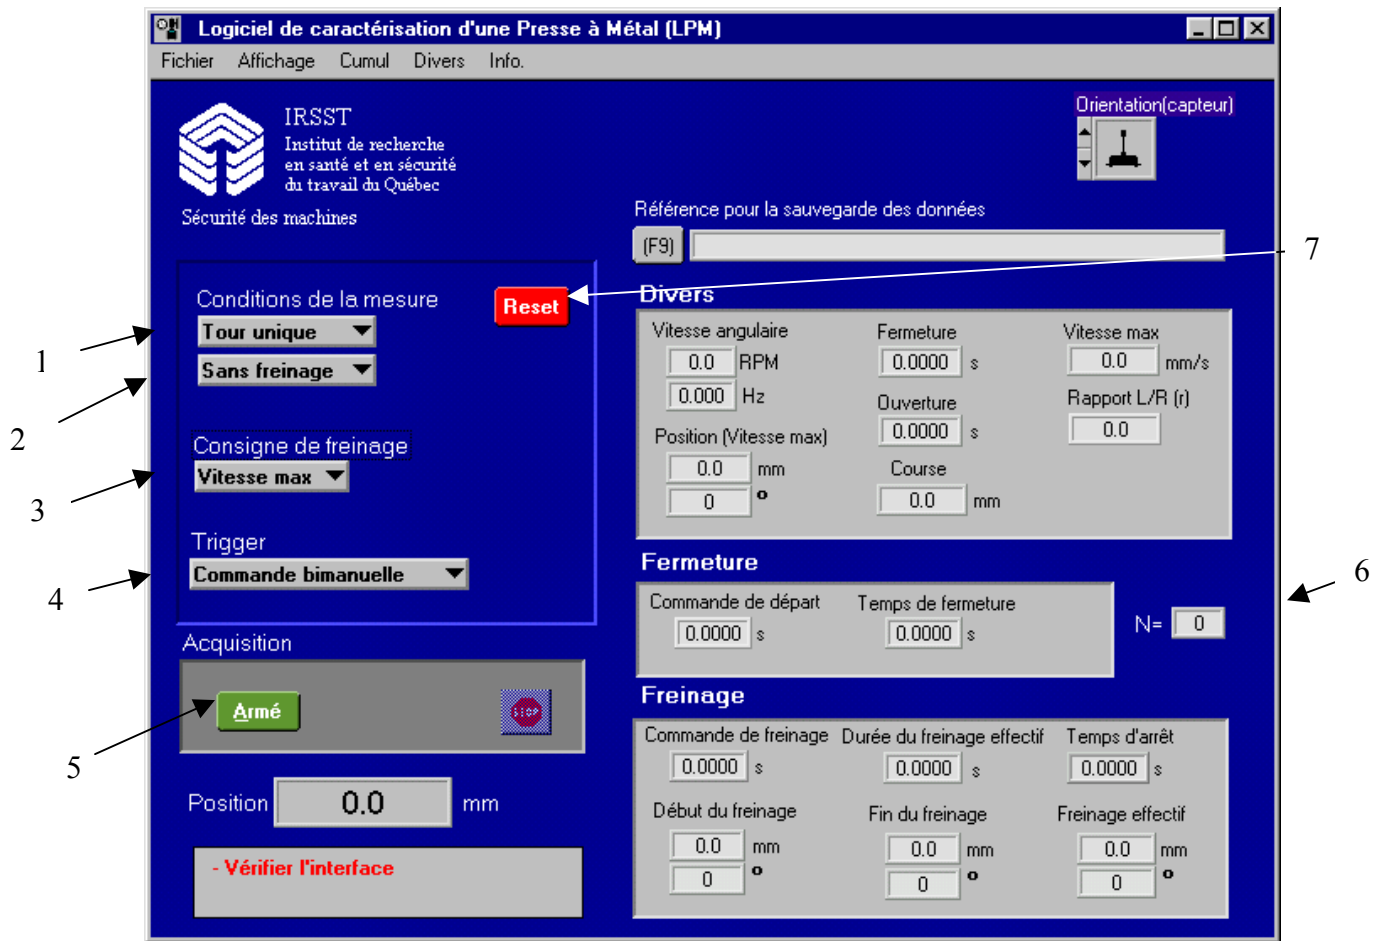 Logiciel de caractérisation d'une Presse à Métal (LPM)
Fichier Affichage Cumul Divers Info.
IRSST
Institut de recherche
en santé et en sécurité
du travail du Québec
Sécurité des machines
Orientation(capteur)
Référence pour la sauvegarde des données
(F9)
7
Conditions de la mesure
Reset
Tour unique
1
Sans freinage
2
Consigne de freinage
Vitesse max
3
Trigger
Commande bimanuelle
4
Divers
Vitesse angulaire Fermeture Vitesse max
0.0 RPM 0.0000 s 0.0 mm/s
0.000 Hz Ouverture Rapport L/R (r)
0.0000 s 0.0
Position (Vitesse max)
0.0 mm Course
0 º 0.0 mm
Fermeture
6
Commande de départ Temps de fermeture
0.0000 s 0.0000 s
N= 0
Acquisition
Armé
STOP
5
Position 0.0 mm
- Vérifier l'interface
Freinage
Commande de freinage Durée du freinage effectif Temps d'arrêt
0.0000 s 0.0000 s 0.0000 s
Début du freinage Fin du freinage Freinage effectif
0.0 mm 0.0 mm 0.0 mm
0 º 0 º 0 º